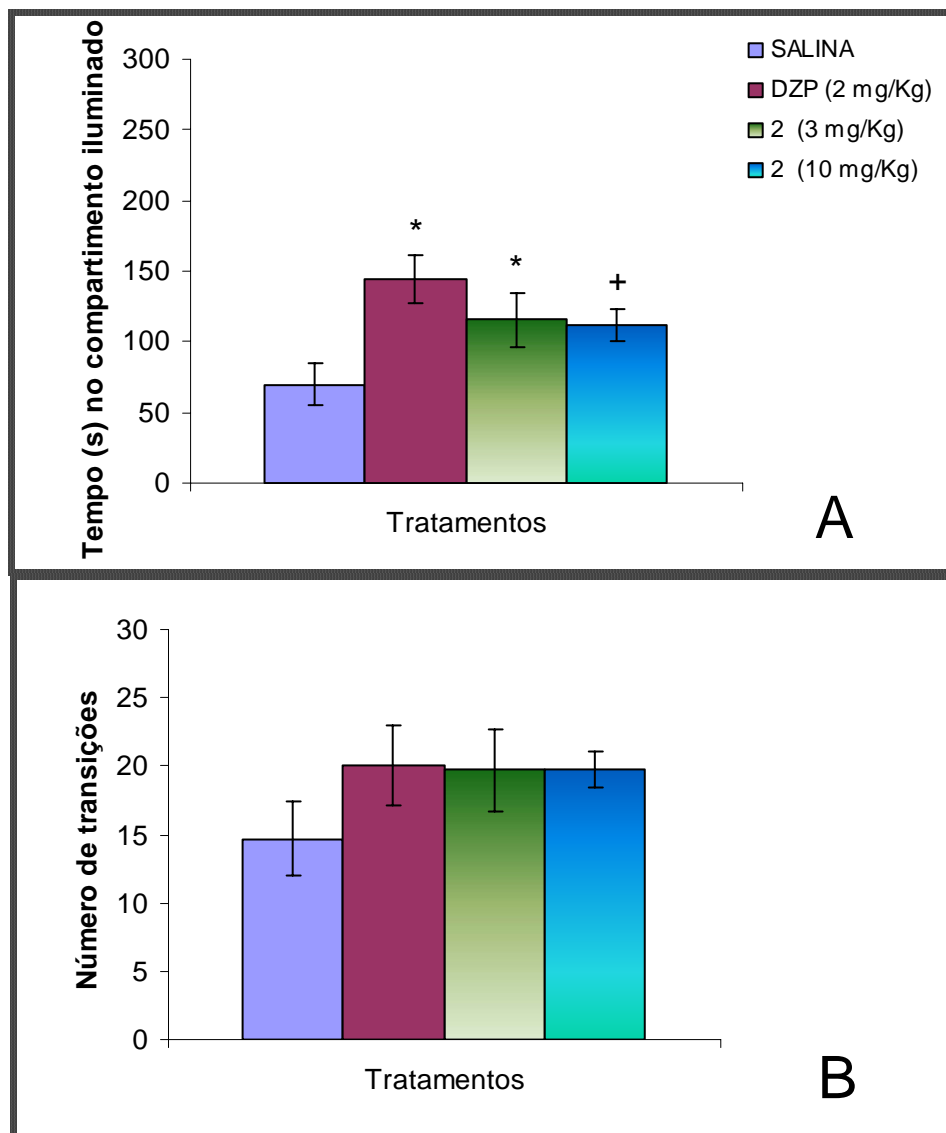 Tempo (s) no compartimento iluminado
300
250
200
150
100
50
0
*
*
+
Tratamentos
SALINA
DZP (2 mg/Kg)
2 (3 mg/Kg)
2 (10 mg/Kg)
A
Número de transições
30
25
20
15
10
5
0
Tratamentos
B